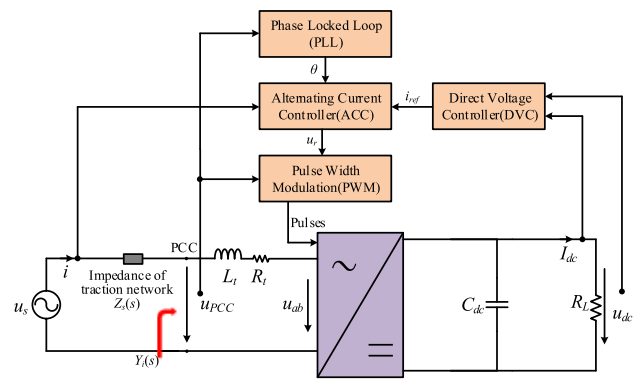 Phase Locked Loop
(PLL)
θ
Alternating Current
Controller(ACC)
i_ref
Direct Voltage
Controller(DVC)
u_r
Pulse Width
Modulation(PWM)
Pulses
PCC
i
Impedance of
traction network
Z_s(s)
L_t
R_t
u_PCC
u_ab
u_s
Y_i(s)
C_dc
I_dc
R_L
u_dc